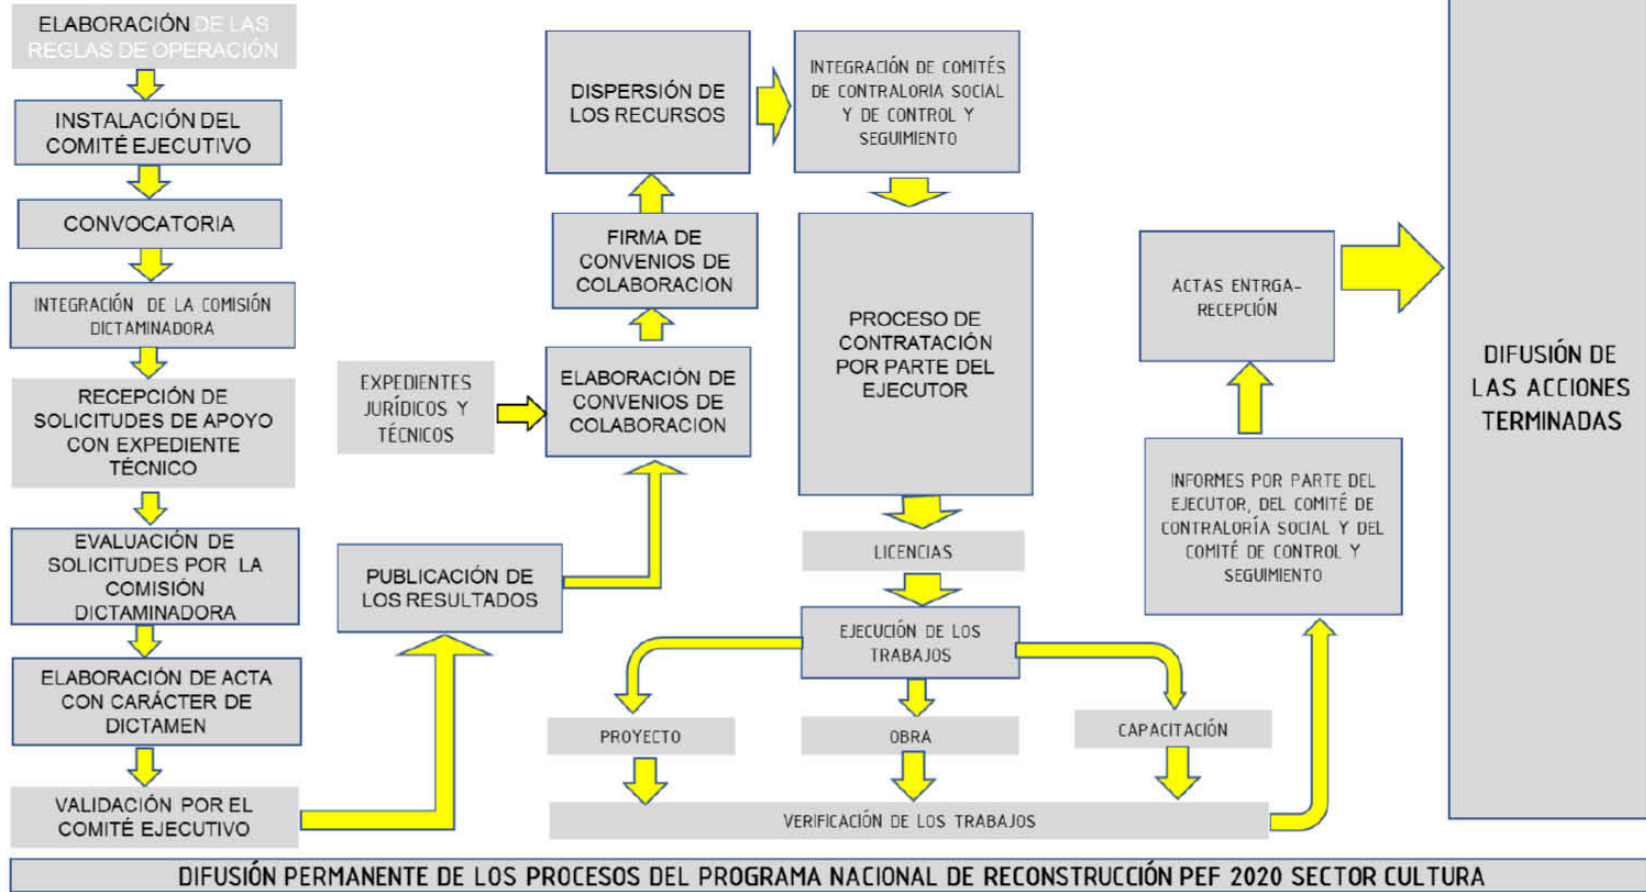 ELABORACIÓN DE LAS
REGLAS DE OPERACIÓN
INSTALACIÓN DEL
COMITÉ EJECUTIVO
CONVOCATORIA
INTEGRACIÓN DE LA COMISIÓN
DICTAMINADORA
RECEPCIÓN DE
SOLICITUDES DE APOYO
CON EXPEDIENTE
TÉCNICO
EVALUACIÓN DE
SOLICITUDES POR LA
COMISIÓN
DICTAMINADORA
ELABORACIÓN DE ACTA
CON CARÁCTER DE
DICTAMEN
VALIDACIÓN POR EL
COMITÉ EJECUTIVO
PUBLICACIÓN DE
LOS RESULTADOS
EXPEDIENTES
JURÍDICOS Y
TÉCNICOS
ELABORACIÓN DE
CONVENIOS DE
COLABORACION
FIRMA DE
CONVENIOS DE
COLABORACION
DISPERSIÓN DE
LOS RECURSOS
INTEGRACIÓN DE COMITÉS
DE CONTRALORIA SOCIAL
Y DE CONTROL Y
SEGUIMIENTO
PROCESO DE
CONTRATACIÓN
POR PARTE DEL
EJECUTOR
LICENCIAS
EJECUCIÓN DE LOS
TRABAJOS
PROYECTO
OBRA
CAPACITACIÓN
VERIFICACIÓN DE LOS TRABAJOS
INFORMES POR PARTE DEL
EJECUTOR, DEL COMITÉ DE
CONTRALORÍA SOCIAL Y DEL
COMITÉ DE CONTROL Y
SEGUIMIENTO
ACTAS ENTRGA-
RECEPCIÓN
DIFUSIÓN DE
LAS ACCIONES
TERMINADAS
DIFUSIÓN PERMANENTE DE LOS PROCESOS DEL PROGRAMA NACIONAL DE RECONSTRUCCIÓN PEF 2020 SECTOR CULTURA